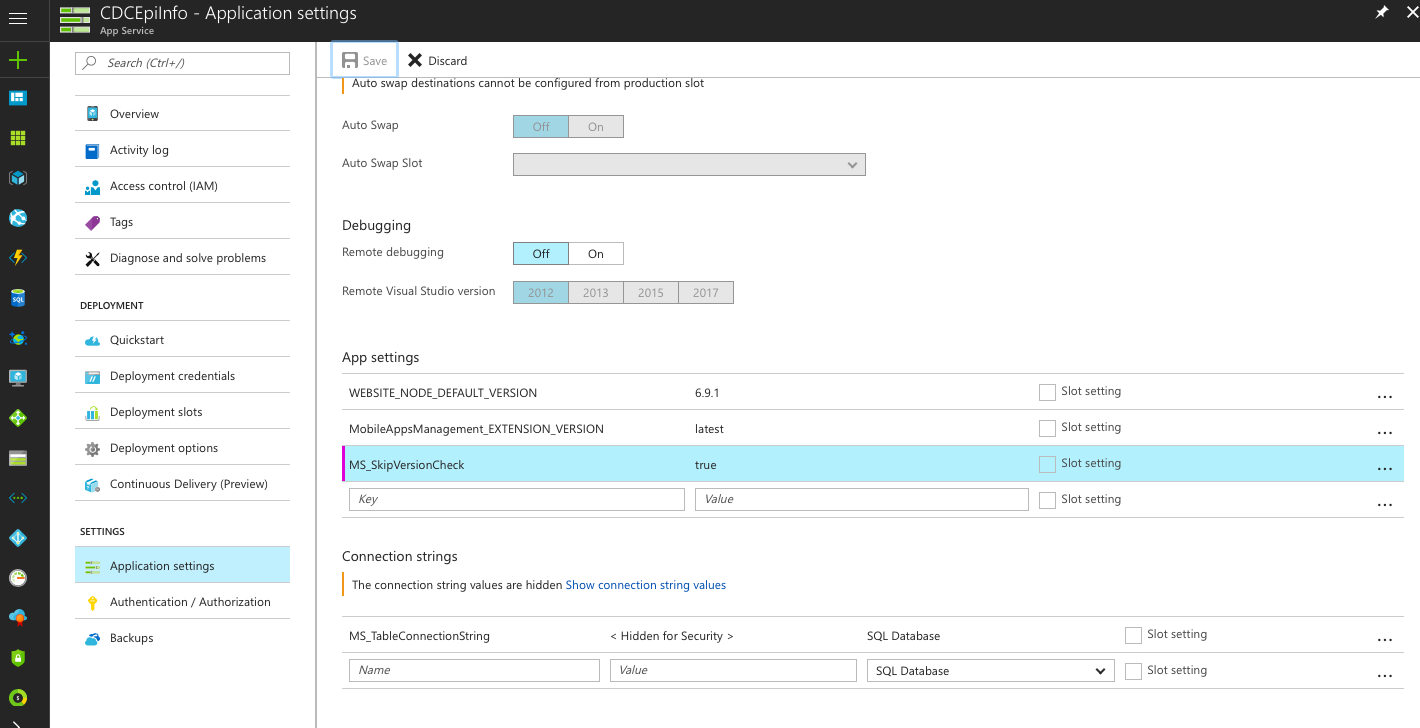 CDCEpiInfo - Application settings
App Service
Search (Ctrl+/)
Overview
Activity log
Access control (IAM)
Tags
Diagnose and solve problems
DEPLOYMENT
Quickstart
Deployment credentials
Deployment slots
Deployment options
Continuous Delivery (Preview)
SETTINGS
Application settings
Authentication / Authorization
Backups
Save Discard
Auto swap destinations cannot be configured from production slot
Auto Swap Off On
Auto Swap Slot
Debugging
Remote debugging Off On
Remote Visual Studio version 2012 2013 2015 2017
App settings
WEBSITE_NODE_DEFAULT_VERSION 6.9.1 Slot setting ...
MobileAppsManagement_EXTENSION_VERSION latest Slot setting ...
MS_SkipVersionCheck true Slot setting ...
Key Value Slot setting ...
Connection strings
The connection string values are hidden Show connection string values
MS_TableConnectionString < Hidden for Security > SQL Database Slot setting ...
Name Value SQL Database Slot setting ...